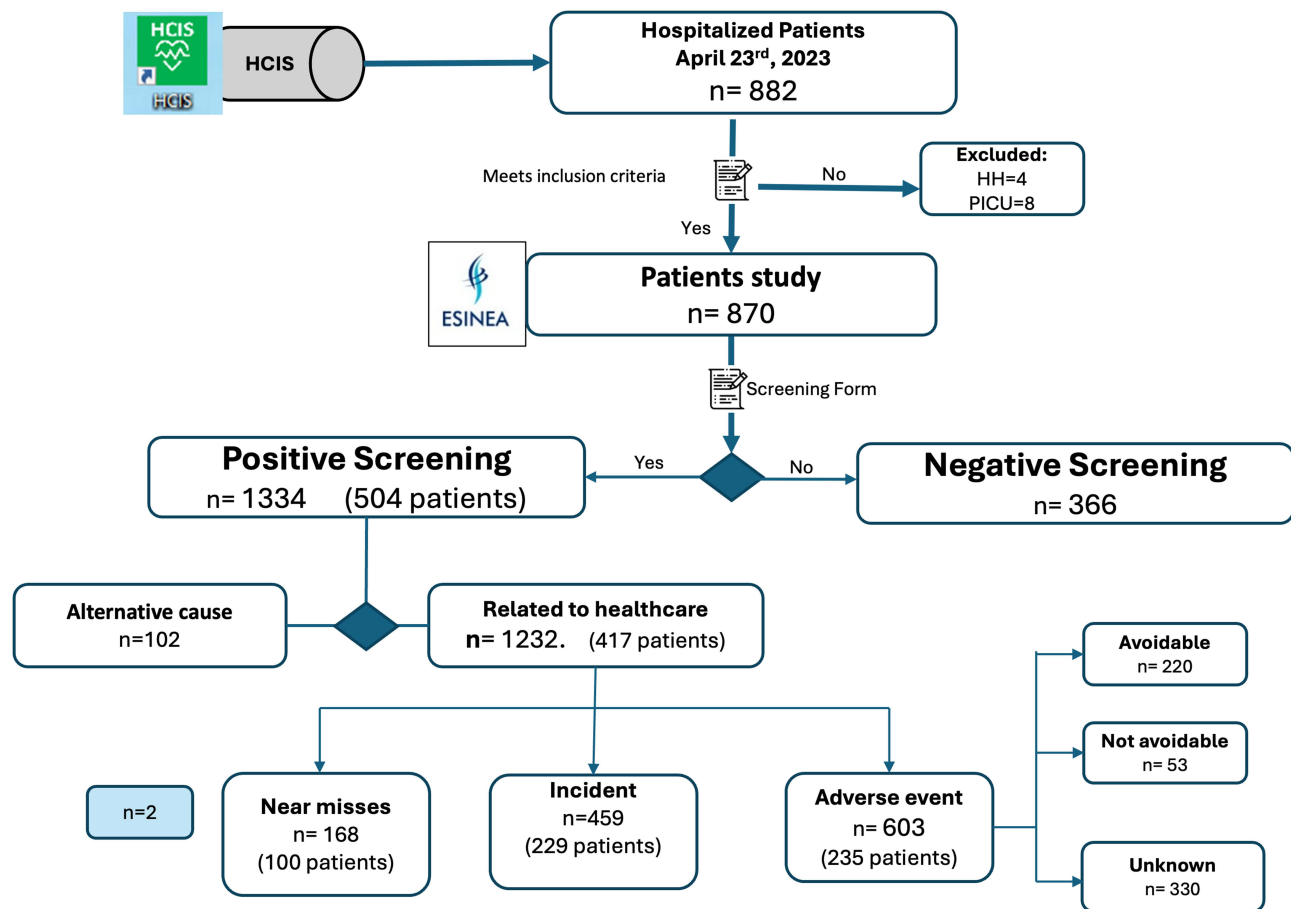 HCIS
HCIS
HCIS
Hospitalized Patients
April 23rd, 2023
n= 882
Meets inclusion criteria
No
Excluded:
HH=4
PICU=8
Yes
ESINEA
Patients study
n= 870
Screening Form
Positive Screening
n= 1334 (504 patients)
Yes
No
Negative Screening
n= 366
Alternative cause
n=102
Related to healthcare
n= 1232. (417 patients)
Avoidable
n= 220
Not avoidable
n= 53
Unknown
n= 330
n=2
Near misses
n= 168
(100 patients)
Incident
n=459
(229 patients)
Adverse event
n= 603
(235 patients)